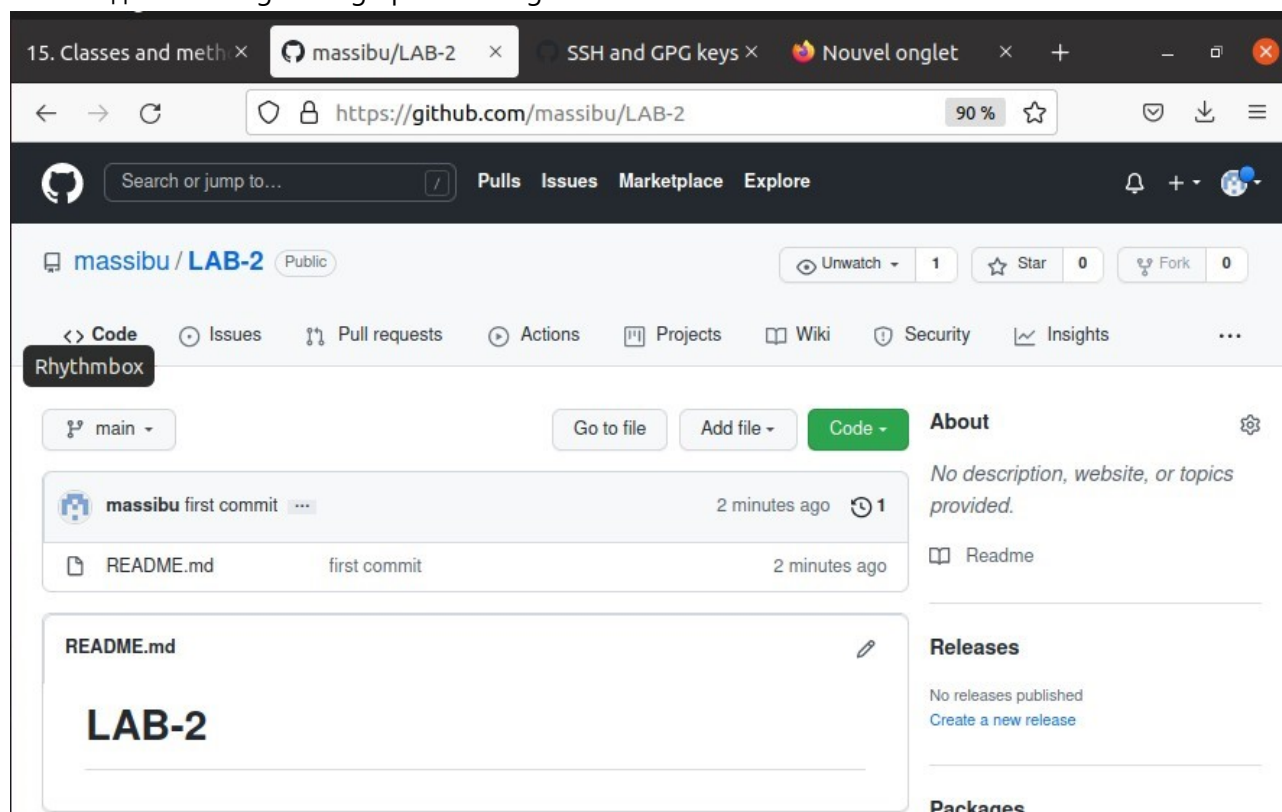 15. Classes and meth
massibu/LAB-2
SSH and GPG keys
Nouvel onglet
https://github.com/massibu/LAB-2
90 %
Search or jump to...
/
Pulls Issues Marketplace Explore
massibu / LAB-2 Public
Unwatch 1
Star 0
Fork 0
Code Issues Pull requests Actions Projects Wiki Security Insights ...
Rhythmbox
main
Go to file
Add file
Code
massibu first commit ...
2 minutes ago 1
README.md first commit 2 minutes ago
README.md
LAB-2
About
No description, website, or topics
provided.
Readme
Releases
No releases published
Create a new release
Packages